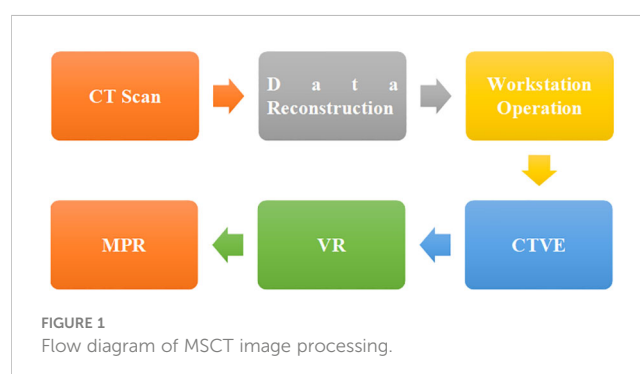 CT Scan
D a t a
Reconstruction
Workstation
Operation
MPR
VR
CTVE
FIGURE 1
Flow diagram of MSCT image processing.